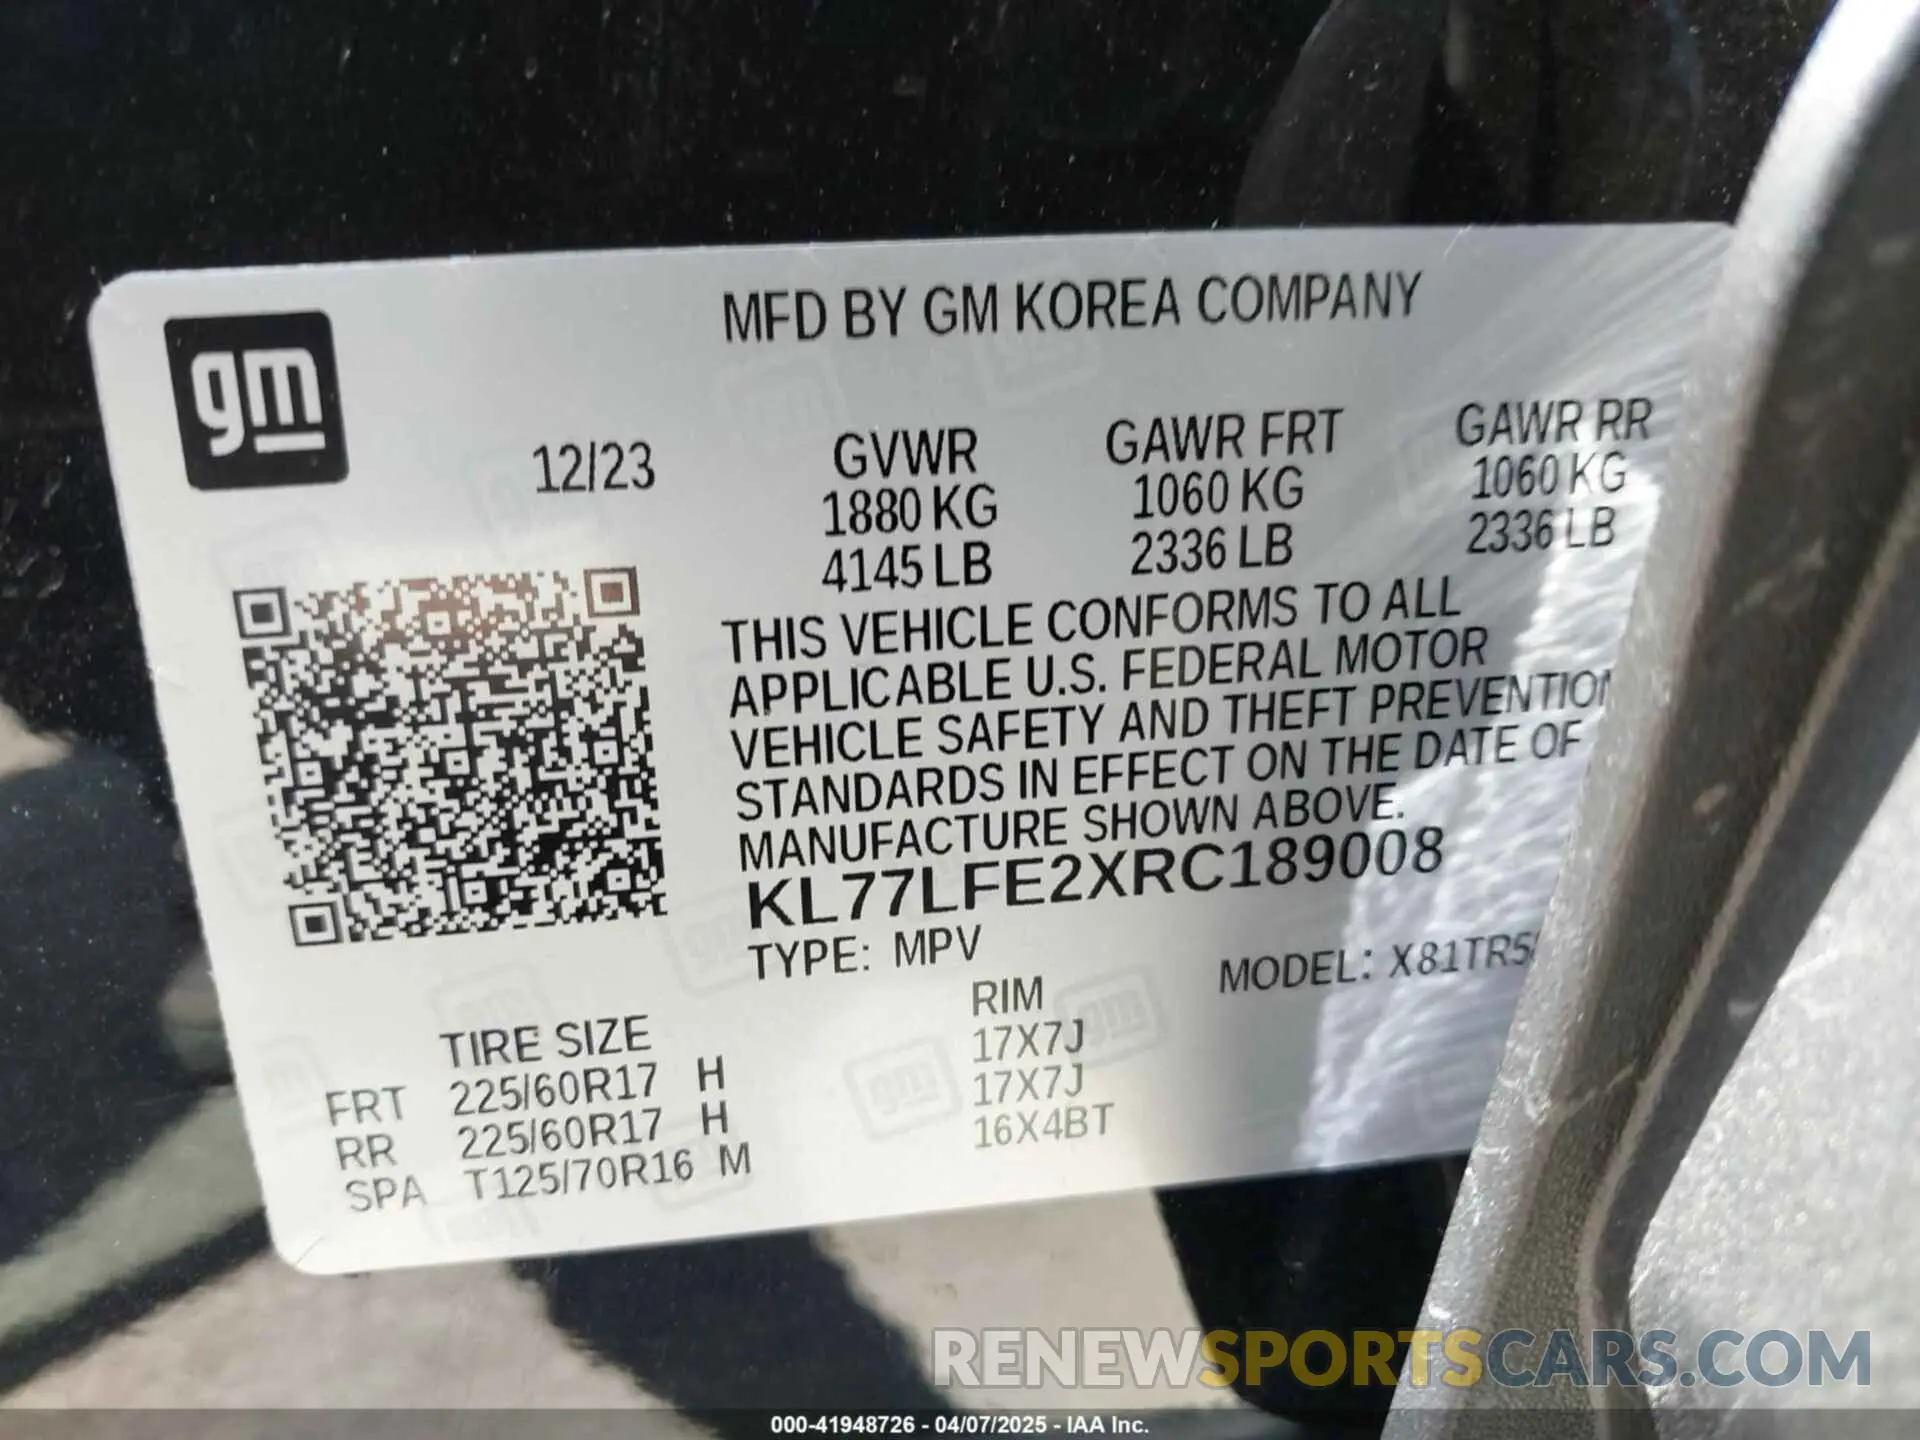 gm
MFD BY GM KOREA COMPANY
12/23
GVWR GAWR FRT GAWR RR
1880 KG 1060 KG 1060 KG
4145 LB 2336 LB 2336 LB
THIS VEHICLE CONFORMS TO ALL
APPLICABLE U.S. FEDERAL MOTOR
VEHICLE SAFETY AND THEFT PREVENTION
STANDARDS IN EFFECT ON THE DATE OF
MANUFACTURE SHOWN ABOVE.
KL77LFE2XRC189008
TYPE: MPV MODEL:
TIRE SIZE RIM
FRT 225/60R17 H 17X7J
RR 225/60R17 H 17X7J
SPA T125/70R16 M 16X4BT
RENEWSPORTSCARS.COM
000-41948726 - 04/07/2025 - IAA Inc.